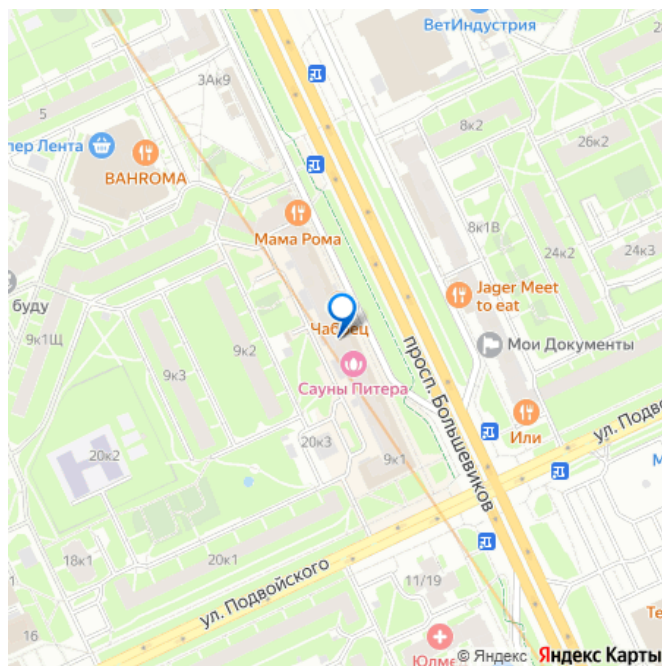 ВетИндустрия
3Ак9
5
8к2
26к2
пер Лента
BAHROMA
Мама Рома
8к1В
24к2
24к3
буду
Jager Meet
to eat
9к1Щ
9к2
Мои Документы
9к3
Сауны Питера
просп. Большевиков
Или
ул. Подво
20к3
20к2
9к1
18к1
20к1
ул. Подвойского
11/19
16
Юлме
© Яндекс Яндекс Карты